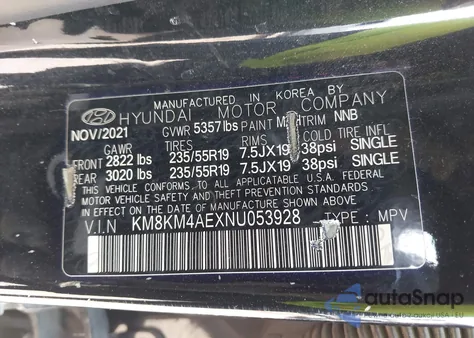 MANUFACTURED IN KOREA BY
HYUNDAI MOTOR COMPANY
NOV/2021 GVWR 5357 lbs PAINT TRIM NNB
GAWR TIRES RIMS COLD TIRE INFL
FRONT 2822 lbs 235/55R19 7.5JX19 38psi SINGLE
REAR 3020 lbs 235/55R19 7.5JX19 38psi SINGLE
THIS VEHICLE CONFORMS TO ALL APPLICABLE U.S. FEDERAL
MOTOR VEHICLE SAFETY, BUMPER, AND THEFT PREVENTION
STANDARDS IN EFFECT ON THE DATE OF MANUFACTURE SHOWN ABOVE.
V.I.N KM8KM4AEXNU053928 TYPE : MPV
autoSnap